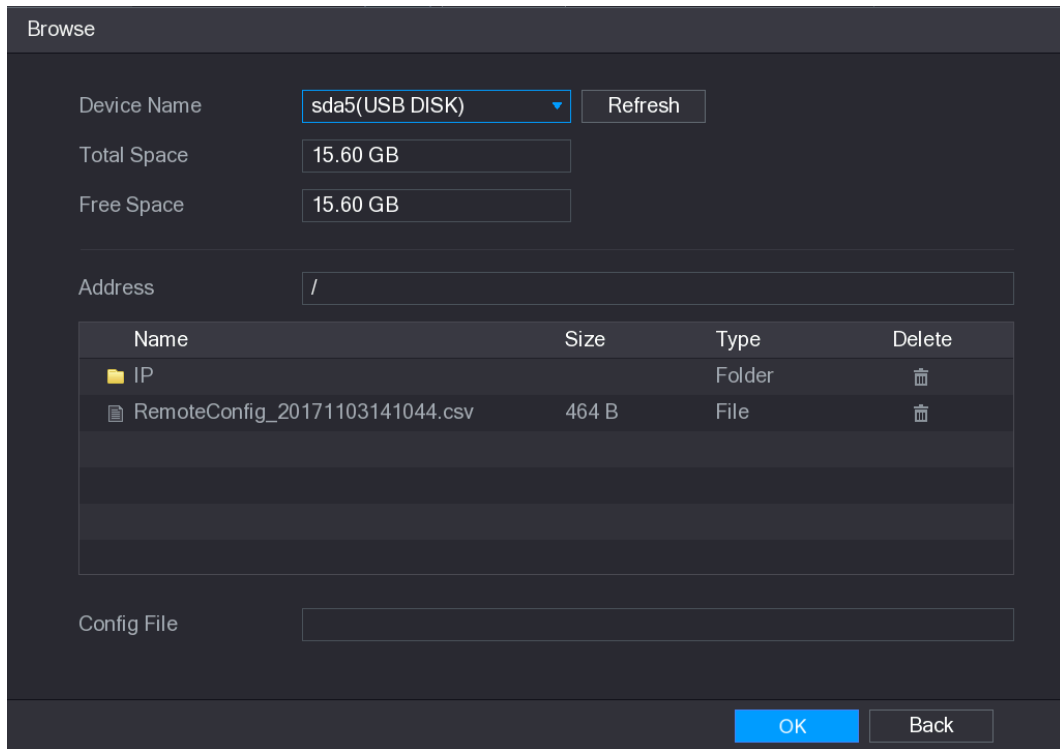 Browse
Device Name sda5(USB DISK) Refresh
Total Space 15.60 GB
Free Space 15.60 GB
Address /
Name Size Type Delete
IP Folder
RemoteConfig_20171103141044.csv 464 B File
Config File
OK Back